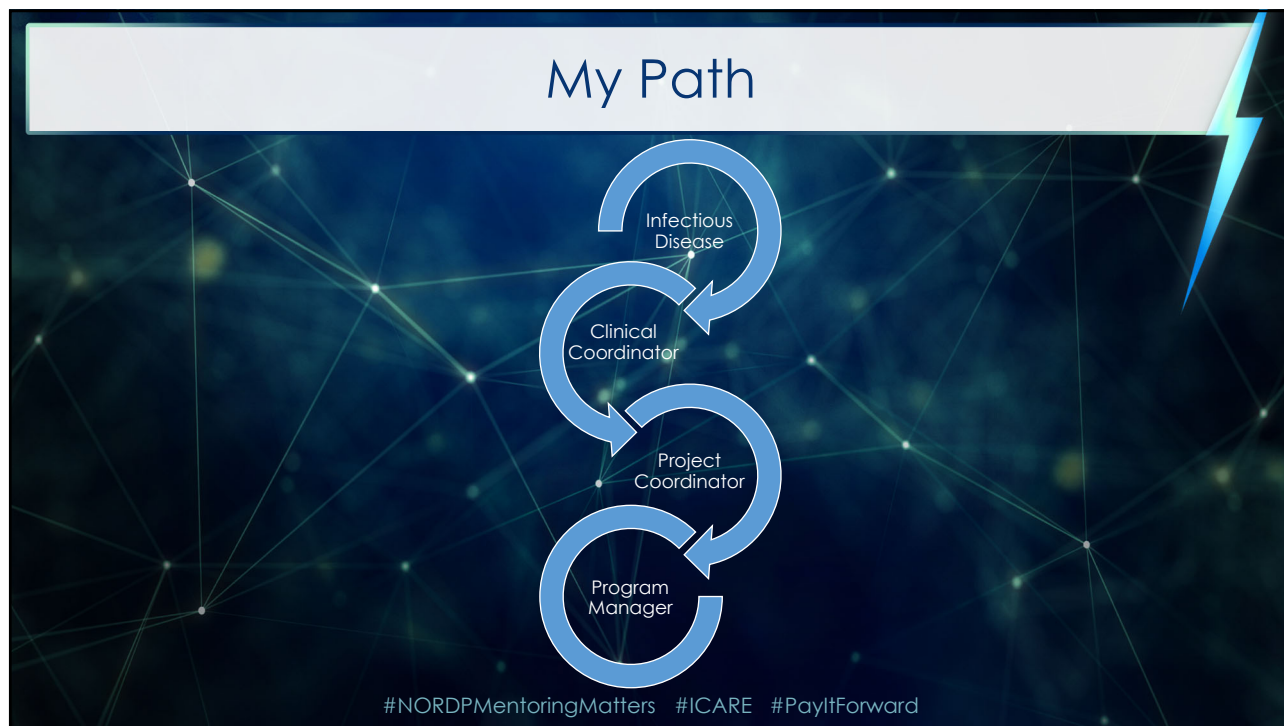 My Path
Infectious
Disease
Clinical
Coordinator
Project
Coordinator
Program
Manager
#NORDPMentoringMatters #ICARE #PayItForward